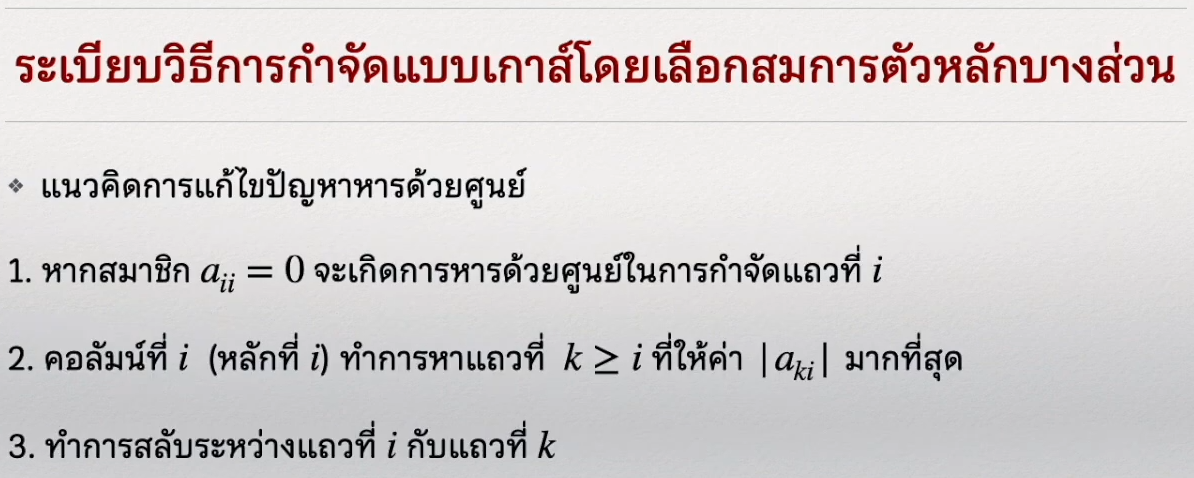 ระเบียบวิธีการกำจัดแบบเกาส์โดยเลือกสมการตัวหลักบางส่วน
❖ แนวคิดการแก้ไขปัญหาหารด้วยศูนย์
1. หากสมาชิก $a_{ii} = 0$ จะเกิดการหารด้วยศูนย์ในการกำจัดแถวที่ $i$
2. คอลัมน์ที่ $i$ (หลักที่ $i$) ทำการหาแถวที่ $k \geq i$ ที่ให้ค่า $|a_{ki}|$ มากที่สุด
3. ทำการสลับระหว่างแถวที่ $i$ กับแถวที่ $k$